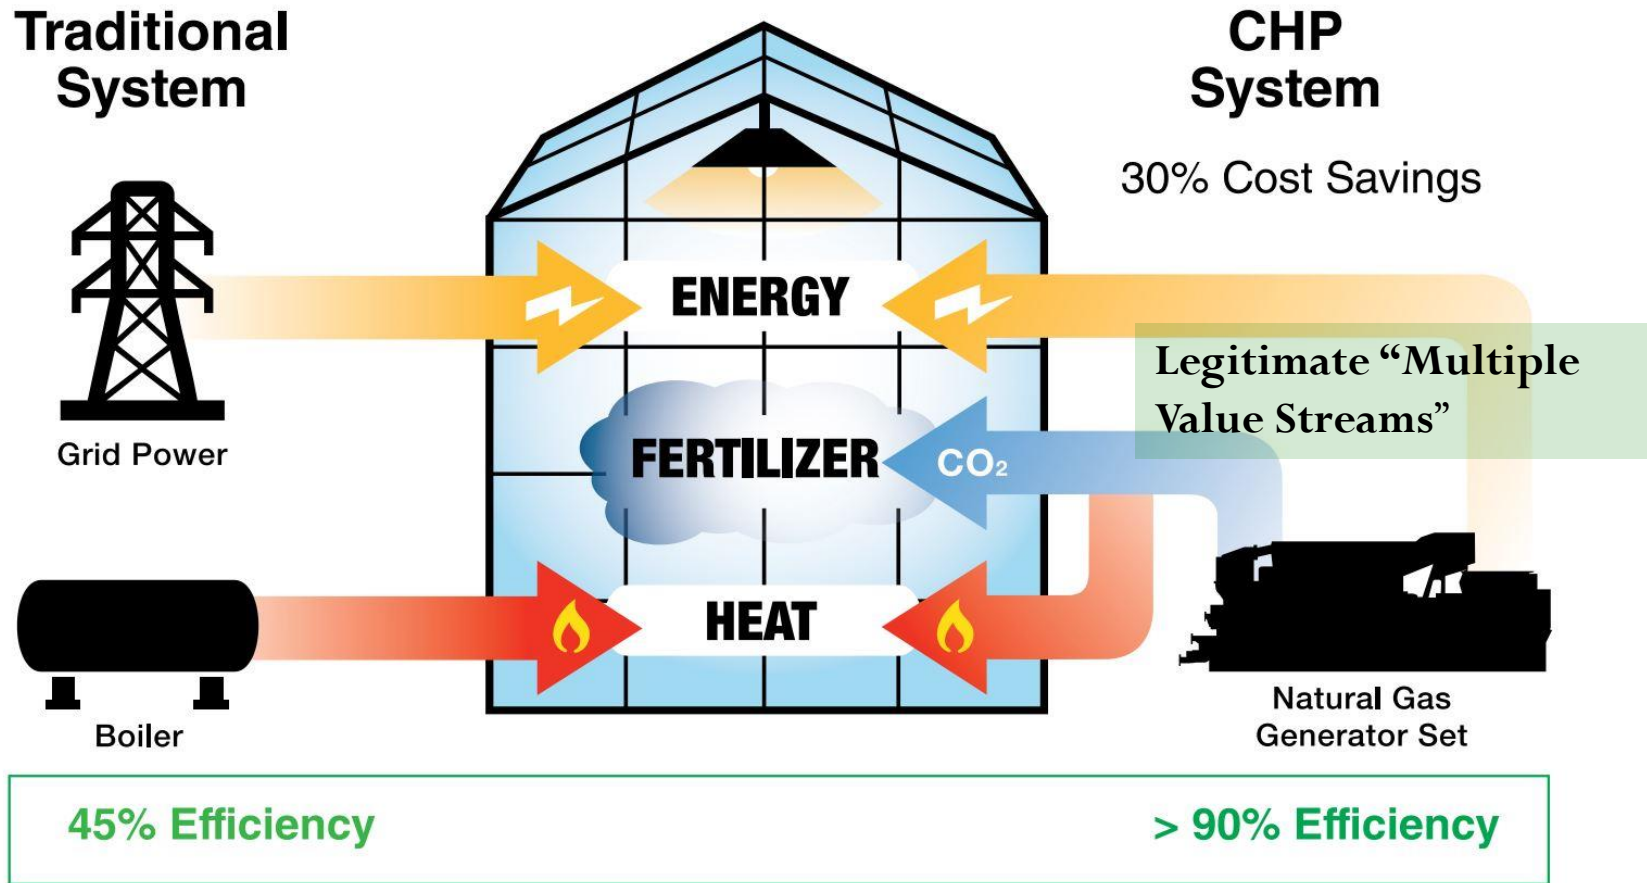 Traditional
System
CHP
System
30% Cost Savings
ENERGY
Legitimate “Multiple
Value Streams”
Grid Power
FERTILIZER
CO₂
HEAT
Boiler
Natural Gas
Generator Set
45% Efficiency
> 90% Efficiency